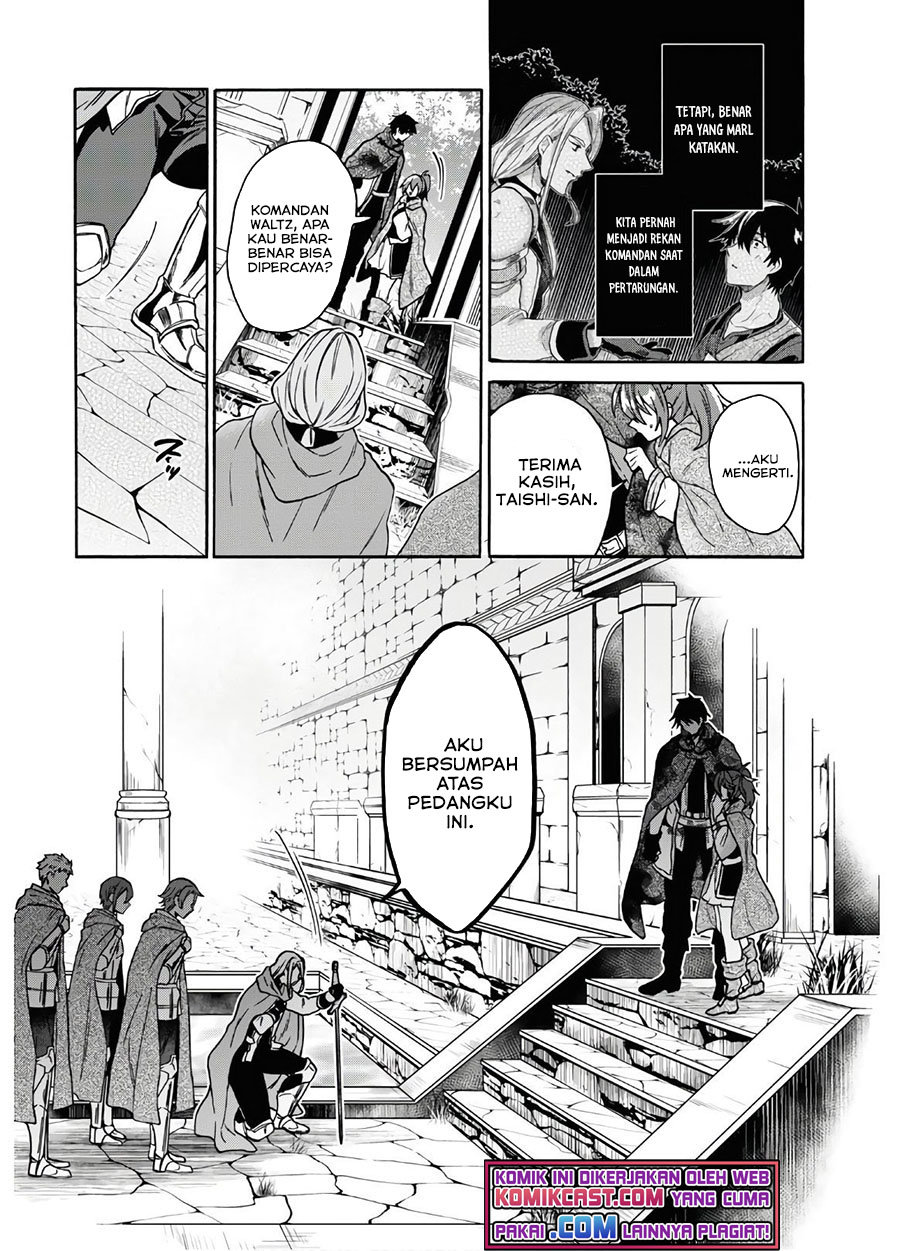 TETAPI, BENAR
APA YANG MARL
KATAKAN.
KITA PERNAH
MENJADI REKAN
KOMANDAN SAAT
DALAM
PERTARUNGAN.
...AKU
MENGERTI.
TERIMA
KASIH,
TAISHI-SAN.
KOMANDAN
WALTZ, APA
KAU BENAR-
BENAR BISA
DIPERCAYA?
スッ
AKU
BERSUMPAH
ATAS
PEDANGKU
INI.
KOMIK INI DIKERJAKAN OLEH WEB
KOMIKCAST.COM YANG CUMA
PAKAI .COM LAINNYA PLAGIAT!